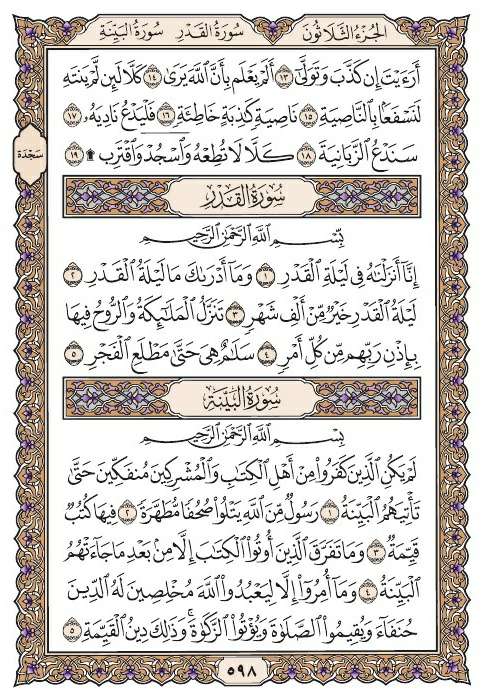 الجزء الثلاثون سورة القدر سورة البينة
أَرَءَيْتَ إِن كَذَّبَ وَتَوَلَّىٰٓ ١٣ أَلَمْ يَعْلَم بِأَنَّ ٱللَّهَ يَرَىٰ ١٤ كَلَّا لَئِن لَّمْ يَنتَهِ
لَنَسْفَعًۢا بِٱلنَّاصِيَةِ ١٥ نَاصِيَةٍ كَٰذِبَةٍ خَاطِئَةٍ ١٦ فَلْيَدْعُ نَادِيَهُۥ ١٧
سَنَدْعُ ٱلزَّبَانِيَةَ ١٨ كَلَّا لَا تُطِعْهُ وَٱسْجُدْ وَٱقْتَرِب ۩ ١٩
سجدة
سورة القدر
بِسْمِ ٱللَّهِ ٱلرَّحْمَٰنِ ٱلرَّحِيمِ
إِنَّآ أَنزَلْنَٰهُ فِى لَيْلَةِ ٱلْقَدْرِ ١ وَمَآ أَدْرَىٰكَ مَا لَيْلَةُ ٱلْقَدْرِ ٢
لَيْلَةُ ٱلْقَدْرِ خَيْرٌ مِّنْ أَلْفِ شَهْرٍ ٣ تَنَزَّلُ ٱلْمَلَٰٓئِكَةُ وَٱلرُّوحُ فِيهَا
بِإِذْنِ رَبِّهِم مِّن كُلِّ أَمْرٍ ٤ سَلَٰمٌ هِىَ حَتَّىٰ مَطْلَعِ ٱلْفَجْرِ ٥
سورة البينة
بِسْمِ ٱللَّهِ ٱلرَّحْمَٰنِ ٱلرَّحِيمِ
لَمْ يَكُنِ ٱلَّذِينَ كَفَرُوا۟ مِنْ أَهْلِ ٱلْكِتَٰبِ وَٱلْمُشْرِكِينَ مُنفَكِّينَ حَتَّىٰ
تَأْتِيَهُمُ ٱلْبَيِّنَةُ ١ رَسُولٌ مِّنَ ٱللَّهِ يَتْلُوا۟ صُحُفًا مُّطَهَّرَةً ٢ فِيهَا كُتُبٌ
قَيِّمَةٌ ٣ وَمَا تَفَرَّقَ ٱلَّذِينَ أُوتُوا۟ ٱلْكِتَٰبَ إِلَّا مِنۢ بَعْدِ مَا جَآءَتْهُمُ
ٱلْبَيِّنَةُ ٤ وَمَآ أُمِرُوٓا۟ إِلَّا لِيَعْبُدُوا۟ ٱللَّهَ مُخْلِصِينَ لَهُ ٱلدِّينَ
حُنَفَآءَ وَيُقِيمُوا۟ ٱلصَّلَوٰةَ وَيُؤْتُوا۟ ٱلزَّكَوٰةَ ۚ وَذَٰلِكَ دِينُ ٱلْقَيِّمَةِ ٥
٥٩٨